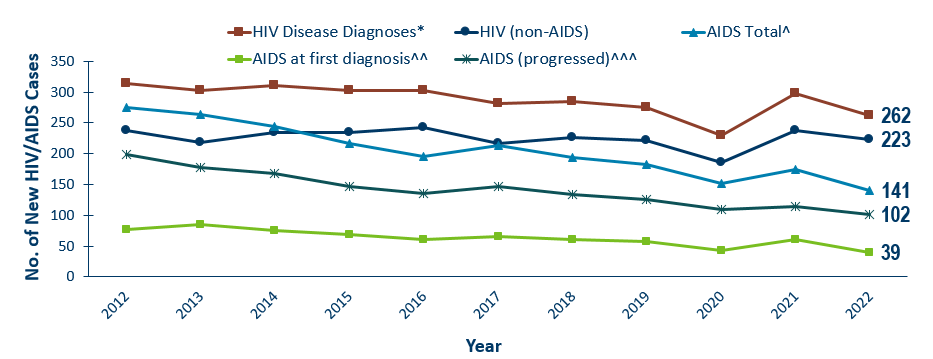 HIV Disease Diagnoses* HIV (non-AIDS) AIDS Total^
AIDS at first diagnosis^^ AIDS (progressed)^^^
No. of New HIV/AIDS Cases
350
300
250
200
150
100
50
0
262
223
141
102
39
2012 2013 2014 2015 2016 2017 2018 2019 2020 2021 2022
Year